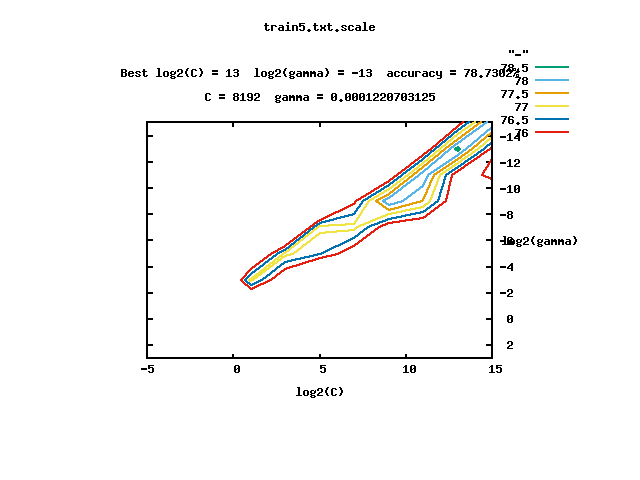 train5.txt.scale
"-"
Best log2(C) = 13  log2(gamma) = -13  accuracy = 78.7302%
78.5
78
77.5
77
76.5
76
C = 8192  gamma = 0.0001220703125
-14
-12
-10
-8
-6
log2(gamma)
-4
-2
0
2
-5 0 5 10 15
log2(C)